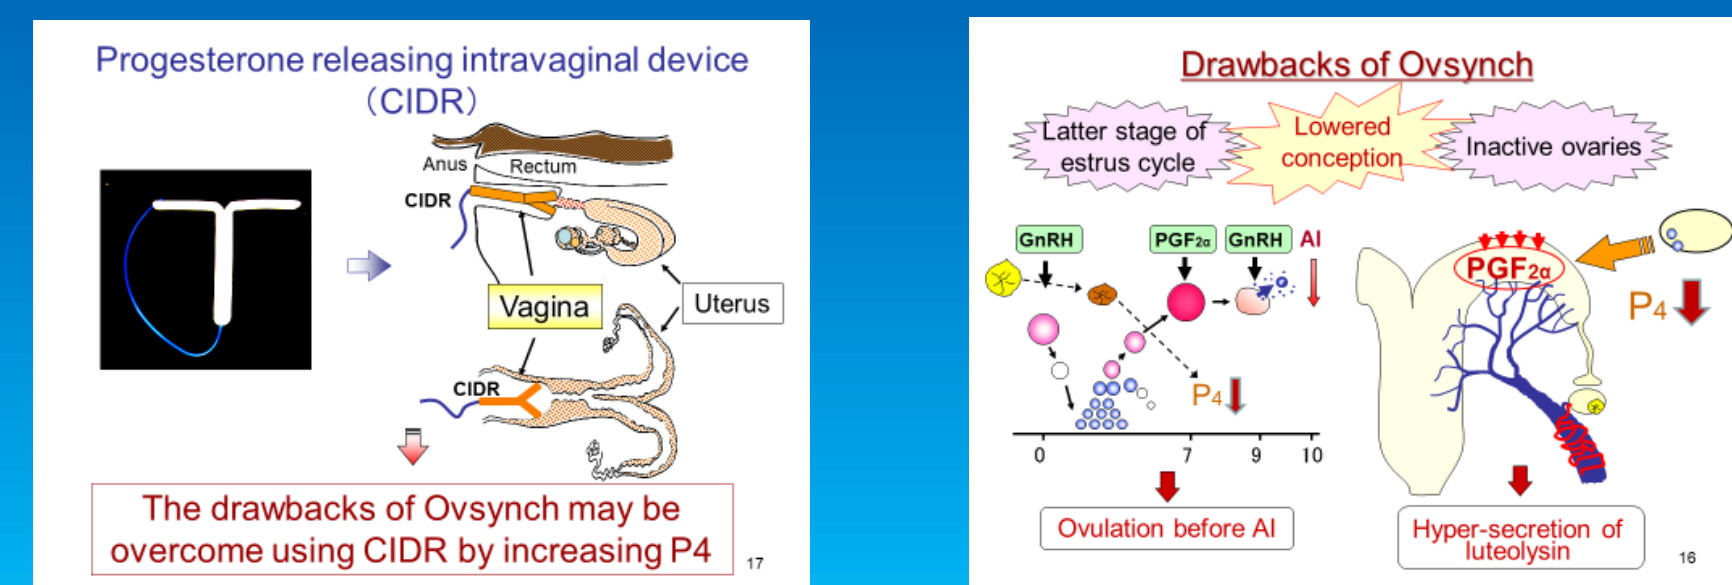 Progesterone releasing intravaginal device
(CIDR)
Anus
Rectum
CIDR
Vagina
Uterus
CIDR
The drawbacks of Ovsynch may be
overcome using CIDR by increasing P4
17
Drawbacks of Ovsynch
Latter stage of
estrus cycle
Lowered
conception
Inactive ovaries
GnRH
PGF2α
GnRH
AI
P4
0
7
9
10
Ovulation before AI
PGF2α
P4
Hyper-secretion of
luteolysin
16